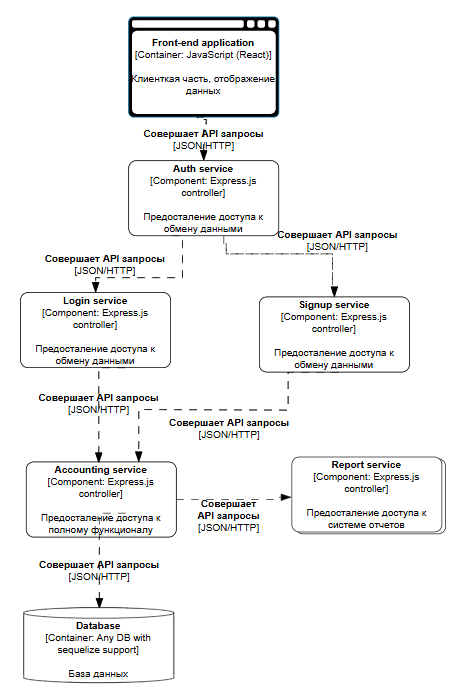 Front-end application
[Container: JavaScript (React)]
Клиенткая часть, отображение
данных
Совершает API запросы
[JSON/HTTP]
Auth service
[Component: Express.js
controller]
Предосталение доступа к
обмену данными
Совершает API запросы
[JSON/HTTP]
Совершает API запросы
[JSON/HTTP]
Login service
[Component: Express.js
controller]
Предосталение доступа к
обмену данными
Signup service
[Component: Express.js
controller]
Предосталение доступа к
обмену данными
Совершает API запросы
[JSON/HTTP]
Совершает API запросы
[JSON/HTTP]
Accounting service
[Component: Express.js
controller]
Предосталение доступа к
полному функционалу
Совершает
API запросы
[JSON/HTTP]
Report service
[Component: Express.js
controller]
Предосталение доступа к
системе отчетов
Совершает API запросы
[JSON/HTTP]
Database
[Container: Any DB with
sequelize support]
База данных